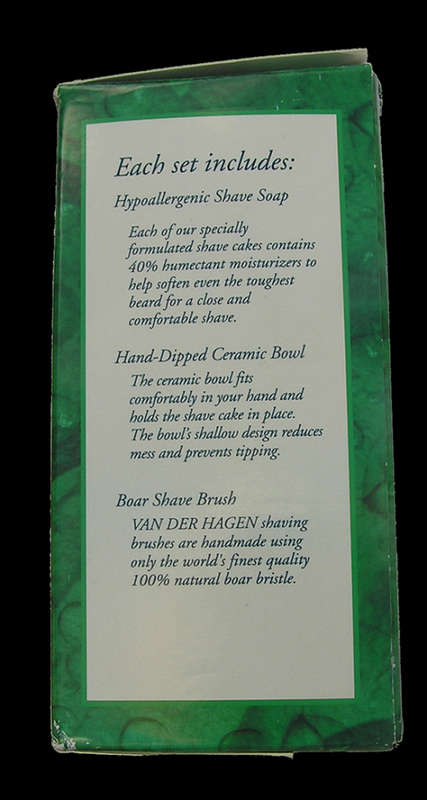 Each set includes:
Hypoallergenic Shave Soap
Each of our specially
formulated shave cakes contains
40% humectant moisturizers to
help soften even the toughest
beard for a close and
comfortable shave.
Hand-Dipped Ceramic Bowl
The ceramic bowl fits
comfortably in your hand and
holds the shave cake in place.
The bowl's shallow design reduces
mess and prevents tipping.
Boar Shave Brush
VAN DER HAGEN shaving
brushes are handmade using
only the world's finest quality
100% natural boar bristle.